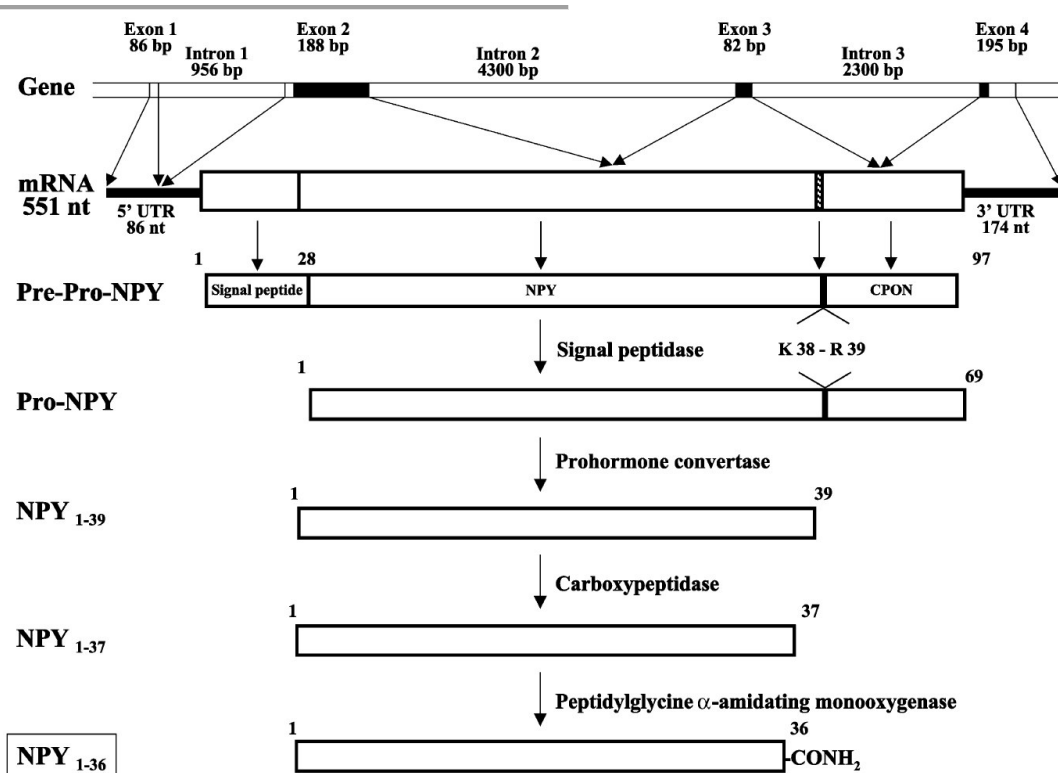 Exon 1
86 bp
Intron 1
956 bp
Exon 2
188 bp
Intron 2
4300 bp
Exon 3
82 bp
Intron 3
2300 bp
Exon 4
195 bp
Gene
mRNA
551 nt
5’ UTR
86 nt
3’ UTR
174 nt
1
28
97
Pre-Pro-NPY
Signal peptide
NPY
CPON
Signal peptidase
K 38 - R 39
1
69
Pro-NPY
Prohormone convertase
1
39
NPY 1-39
Carboxypeptidase
1
37
NPY 1-37
Peptidylglycine α-amidating monooxygenase
1
36
NPY 1-36
-CONH2